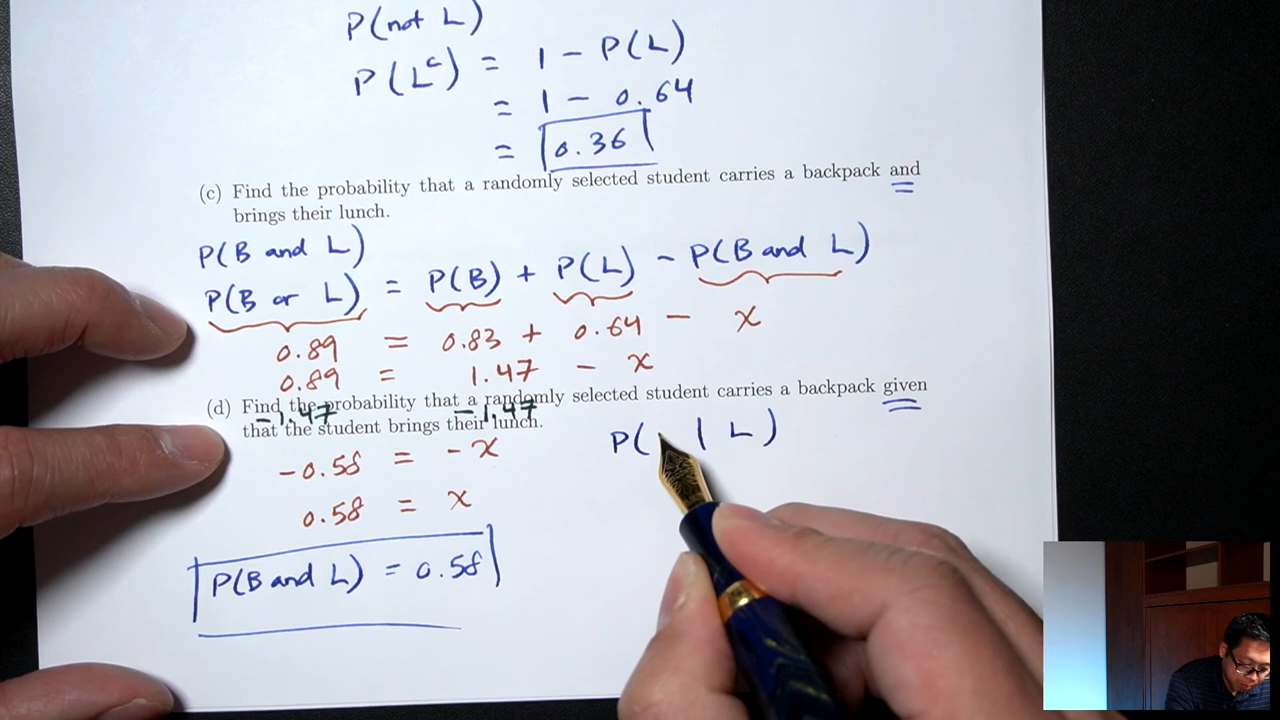 P(not L)
P(Lᶜ) = 1 - P(L)
= 1 - 0.64
= 0.36
(c) Find the probability that a randomly selected student carries a backpack and
brings their lunch.
P(B and L)
P(B or L) = P(B) + P(L) - P(B and L)
0.89 = 0.83 + 0.64 - x
0.89 = 1.47 - x
(d) Find the probability that a randomly selected student carries a backpack given
-1.47 -1.47
that the student brings their lunch.
P( | L)
-0.58 = -x
0.58 = x
P(B and L) = 0.58